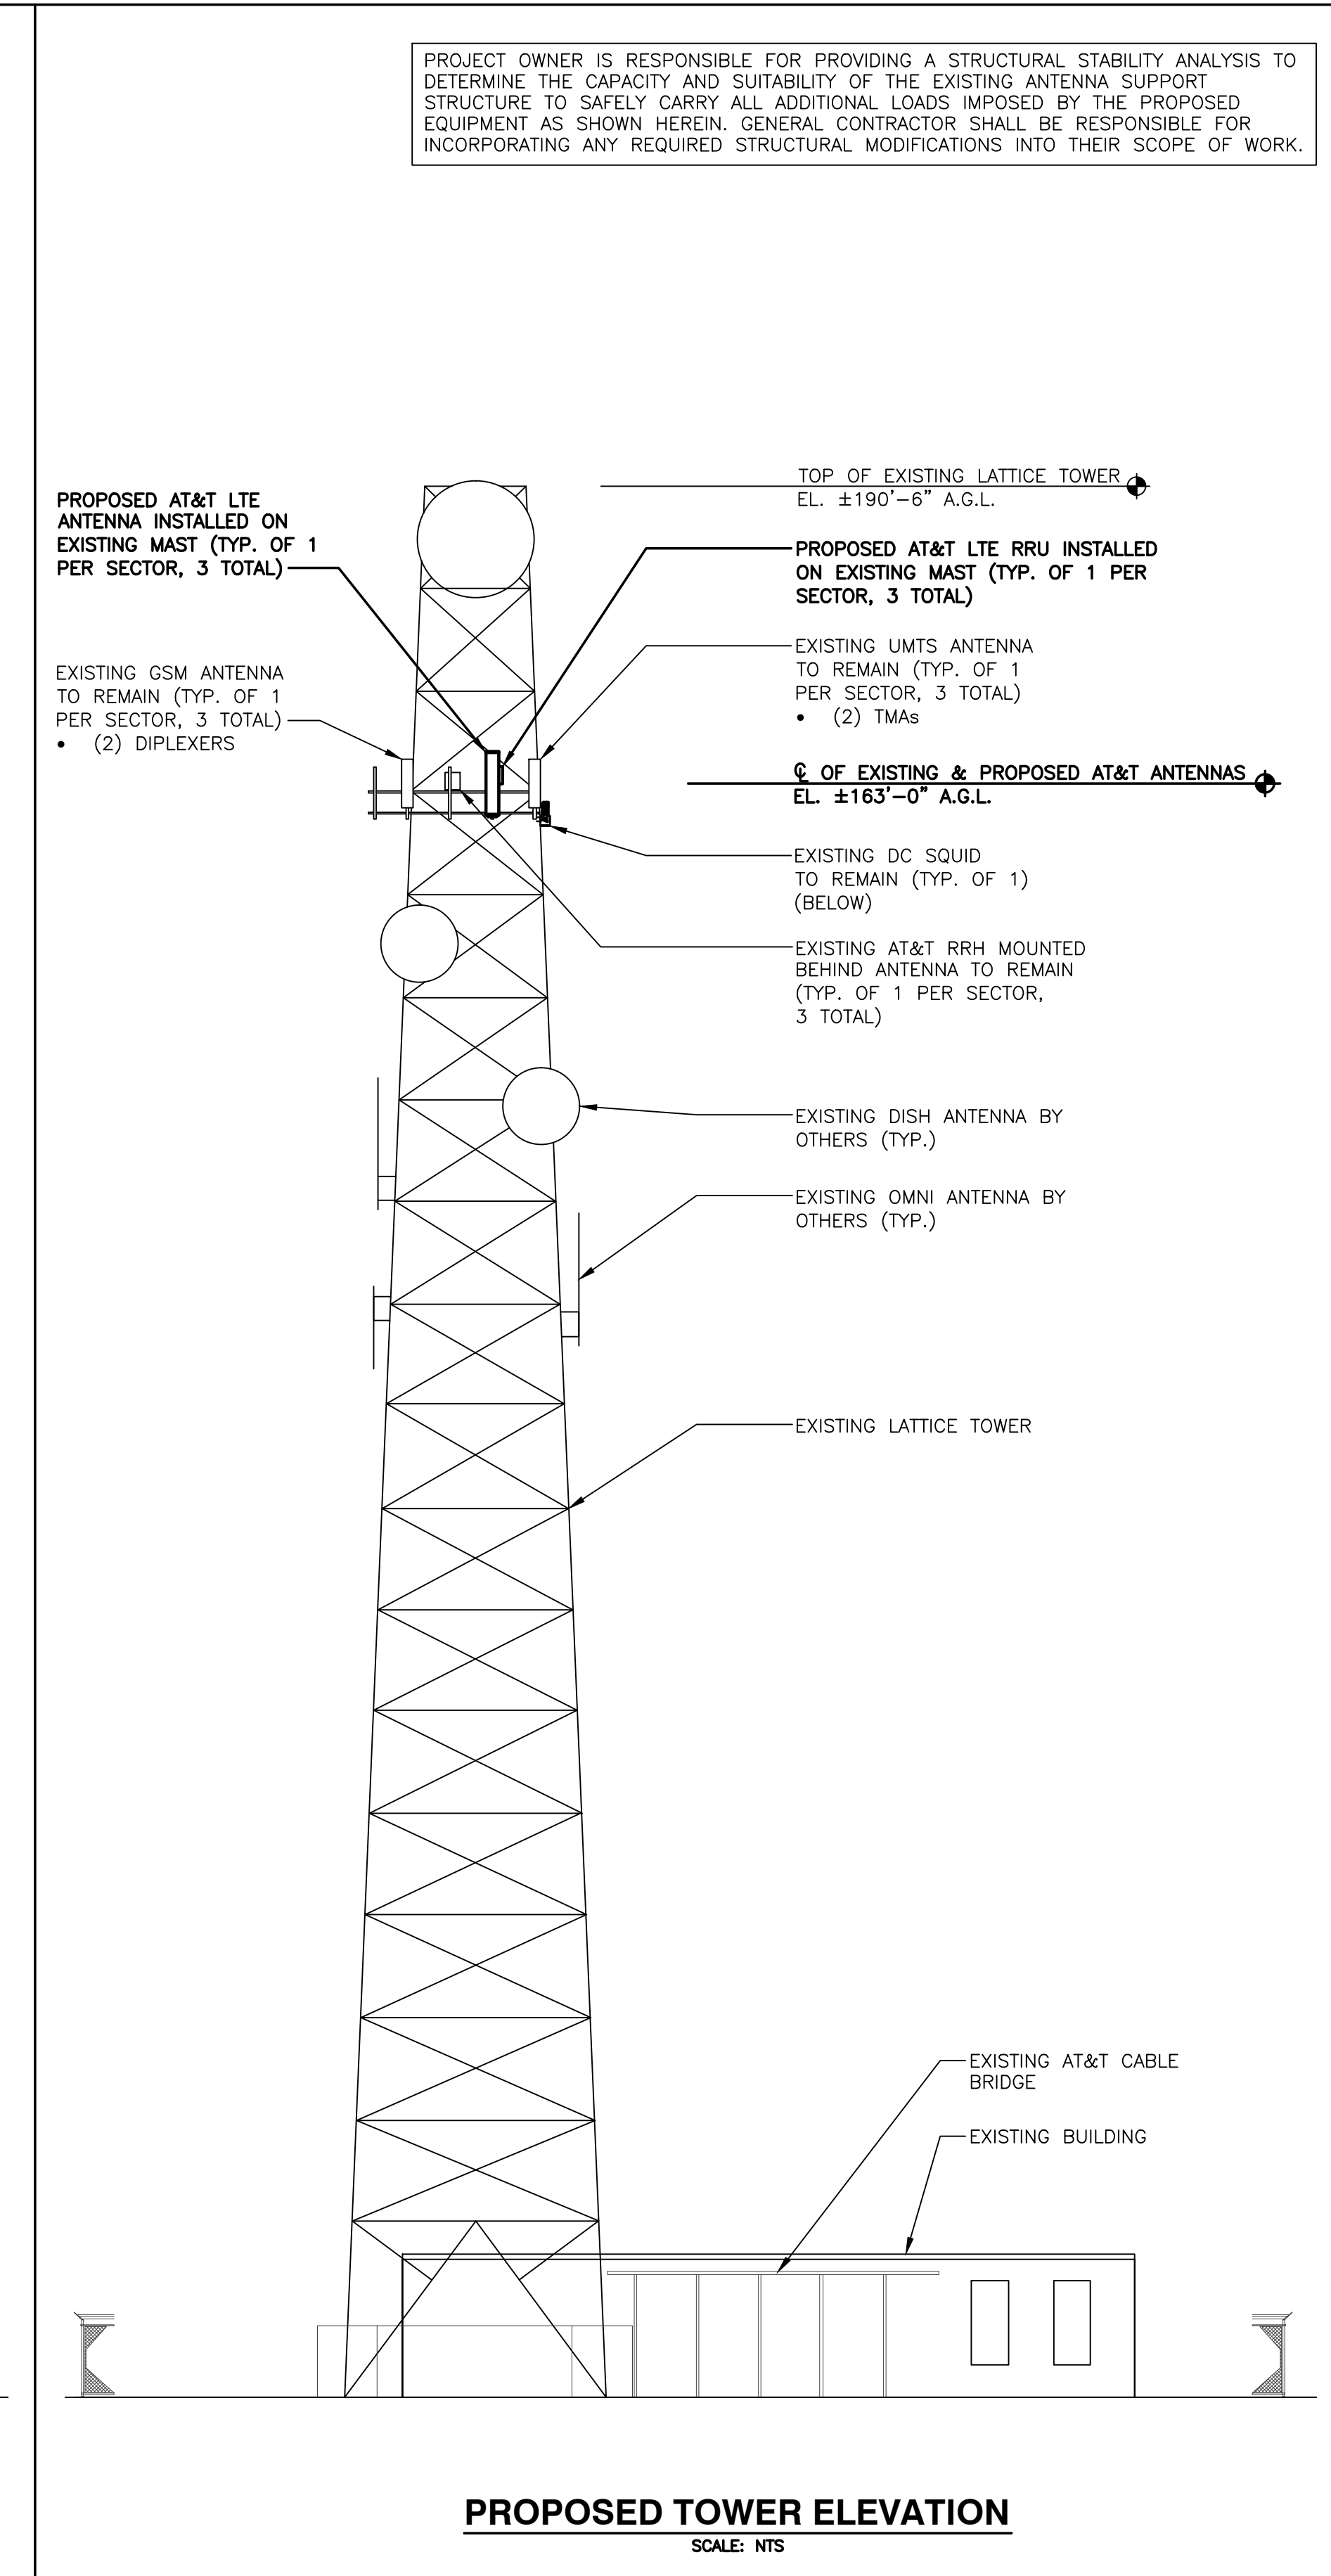 PROJECT OWNER IS RESPONSIBLE FOR PROVIDING A STRUCTURAL STABILITY ANALYSIS TO
DETERMINE THE CAPACITY AND SUITABILITY OF THE EXISTING ANTENNA SUPPORT
STRUCTURE TO SAFELY CARRY ALL ADDITIONAL LOADS IMPOSED BY THE PROPOSED
EQUIPMENT AS SHOWN HEREIN. GENERAL CONTRACTOR SHALL BE RESPONSIBLE FOR
INCORPORATING ANY REQUIRED STRUCTURAL MODIFICATIONS INTO THEIR SCOPE OF WORK.
PROPOSED AT&T LTE
ANTENNA INSTALLED ON
EXISTING MAST (TYP. OF 1
PER SECTOR, 3 TOTAL)
EXISTING GSM ANTENNA
TO REMAIN (TYP. OF 1
PER SECTOR, 3 TOTAL)
• (2) DIPLEXERS
TOP OF EXISTING LATTICE TOWER
EL. ±190'-6" A.G.L.
PROPOSED AT&T LTE RRU INSTALLED
ON EXISTING MAST (TYP. OF 1 PER
SECTOR, 3 TOTAL)
EXISTING UMTS ANTENNA
TO REMAIN (TYP. OF 1
PER SECTOR, 3 TOTAL)
• (2) TMAs
℄ OF EXISTING & PROPOSED AT&T ANTENNAS
EL. ±163'-0" A.G.L.
EXISTING DC SQUID
TO REMAIN (TYP. OF 1)
(BELOW)
EXISTING AT&T RRH MOUNTED
BEHIND ANTENNA TO REMAIN
(TYP. OF 1 PER SECTOR,
3 TOTAL)
EXISTING DISH ANTENNA BY
OTHERS (TYP.)
EXISTING OMNI ANTENNA BY
OTHERS (TYP.)
EXISTING LATTICE TOWER
EXISTING AT&T CABLE
BRIDGE
EXISTING BUILDING
PROPOSED TOWER ELEVATION
SCALE: NTS